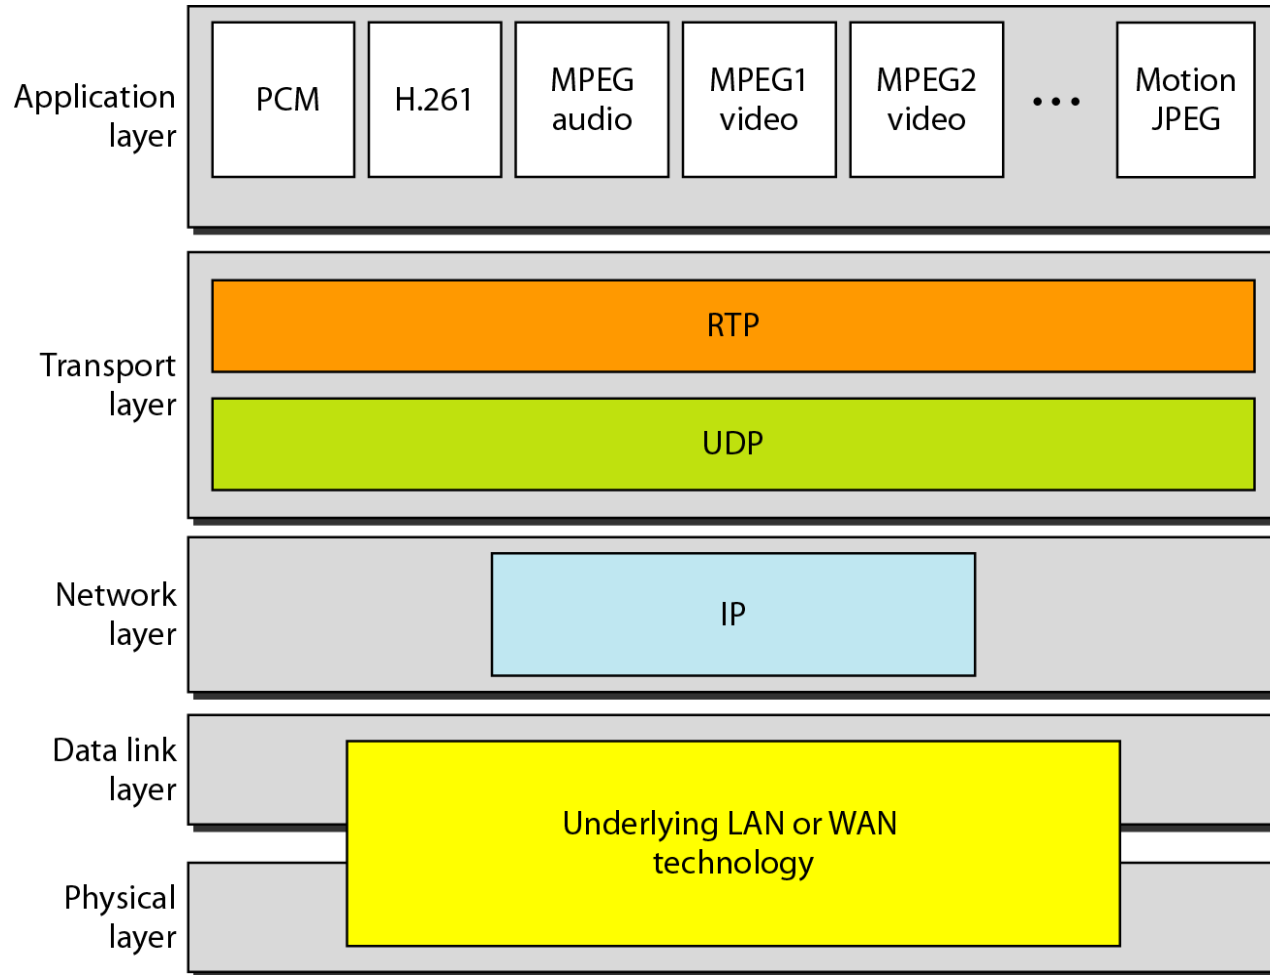 Application
layer
PCM
H.261
MPEG
audio
MPEG1
video
MPEG2
video
...
Motion
JPEG
Transport
layer
RTP
UDP
Network
layer
IP
Data link
layer
Underlying LAN or WAN
technology
Physical
layer